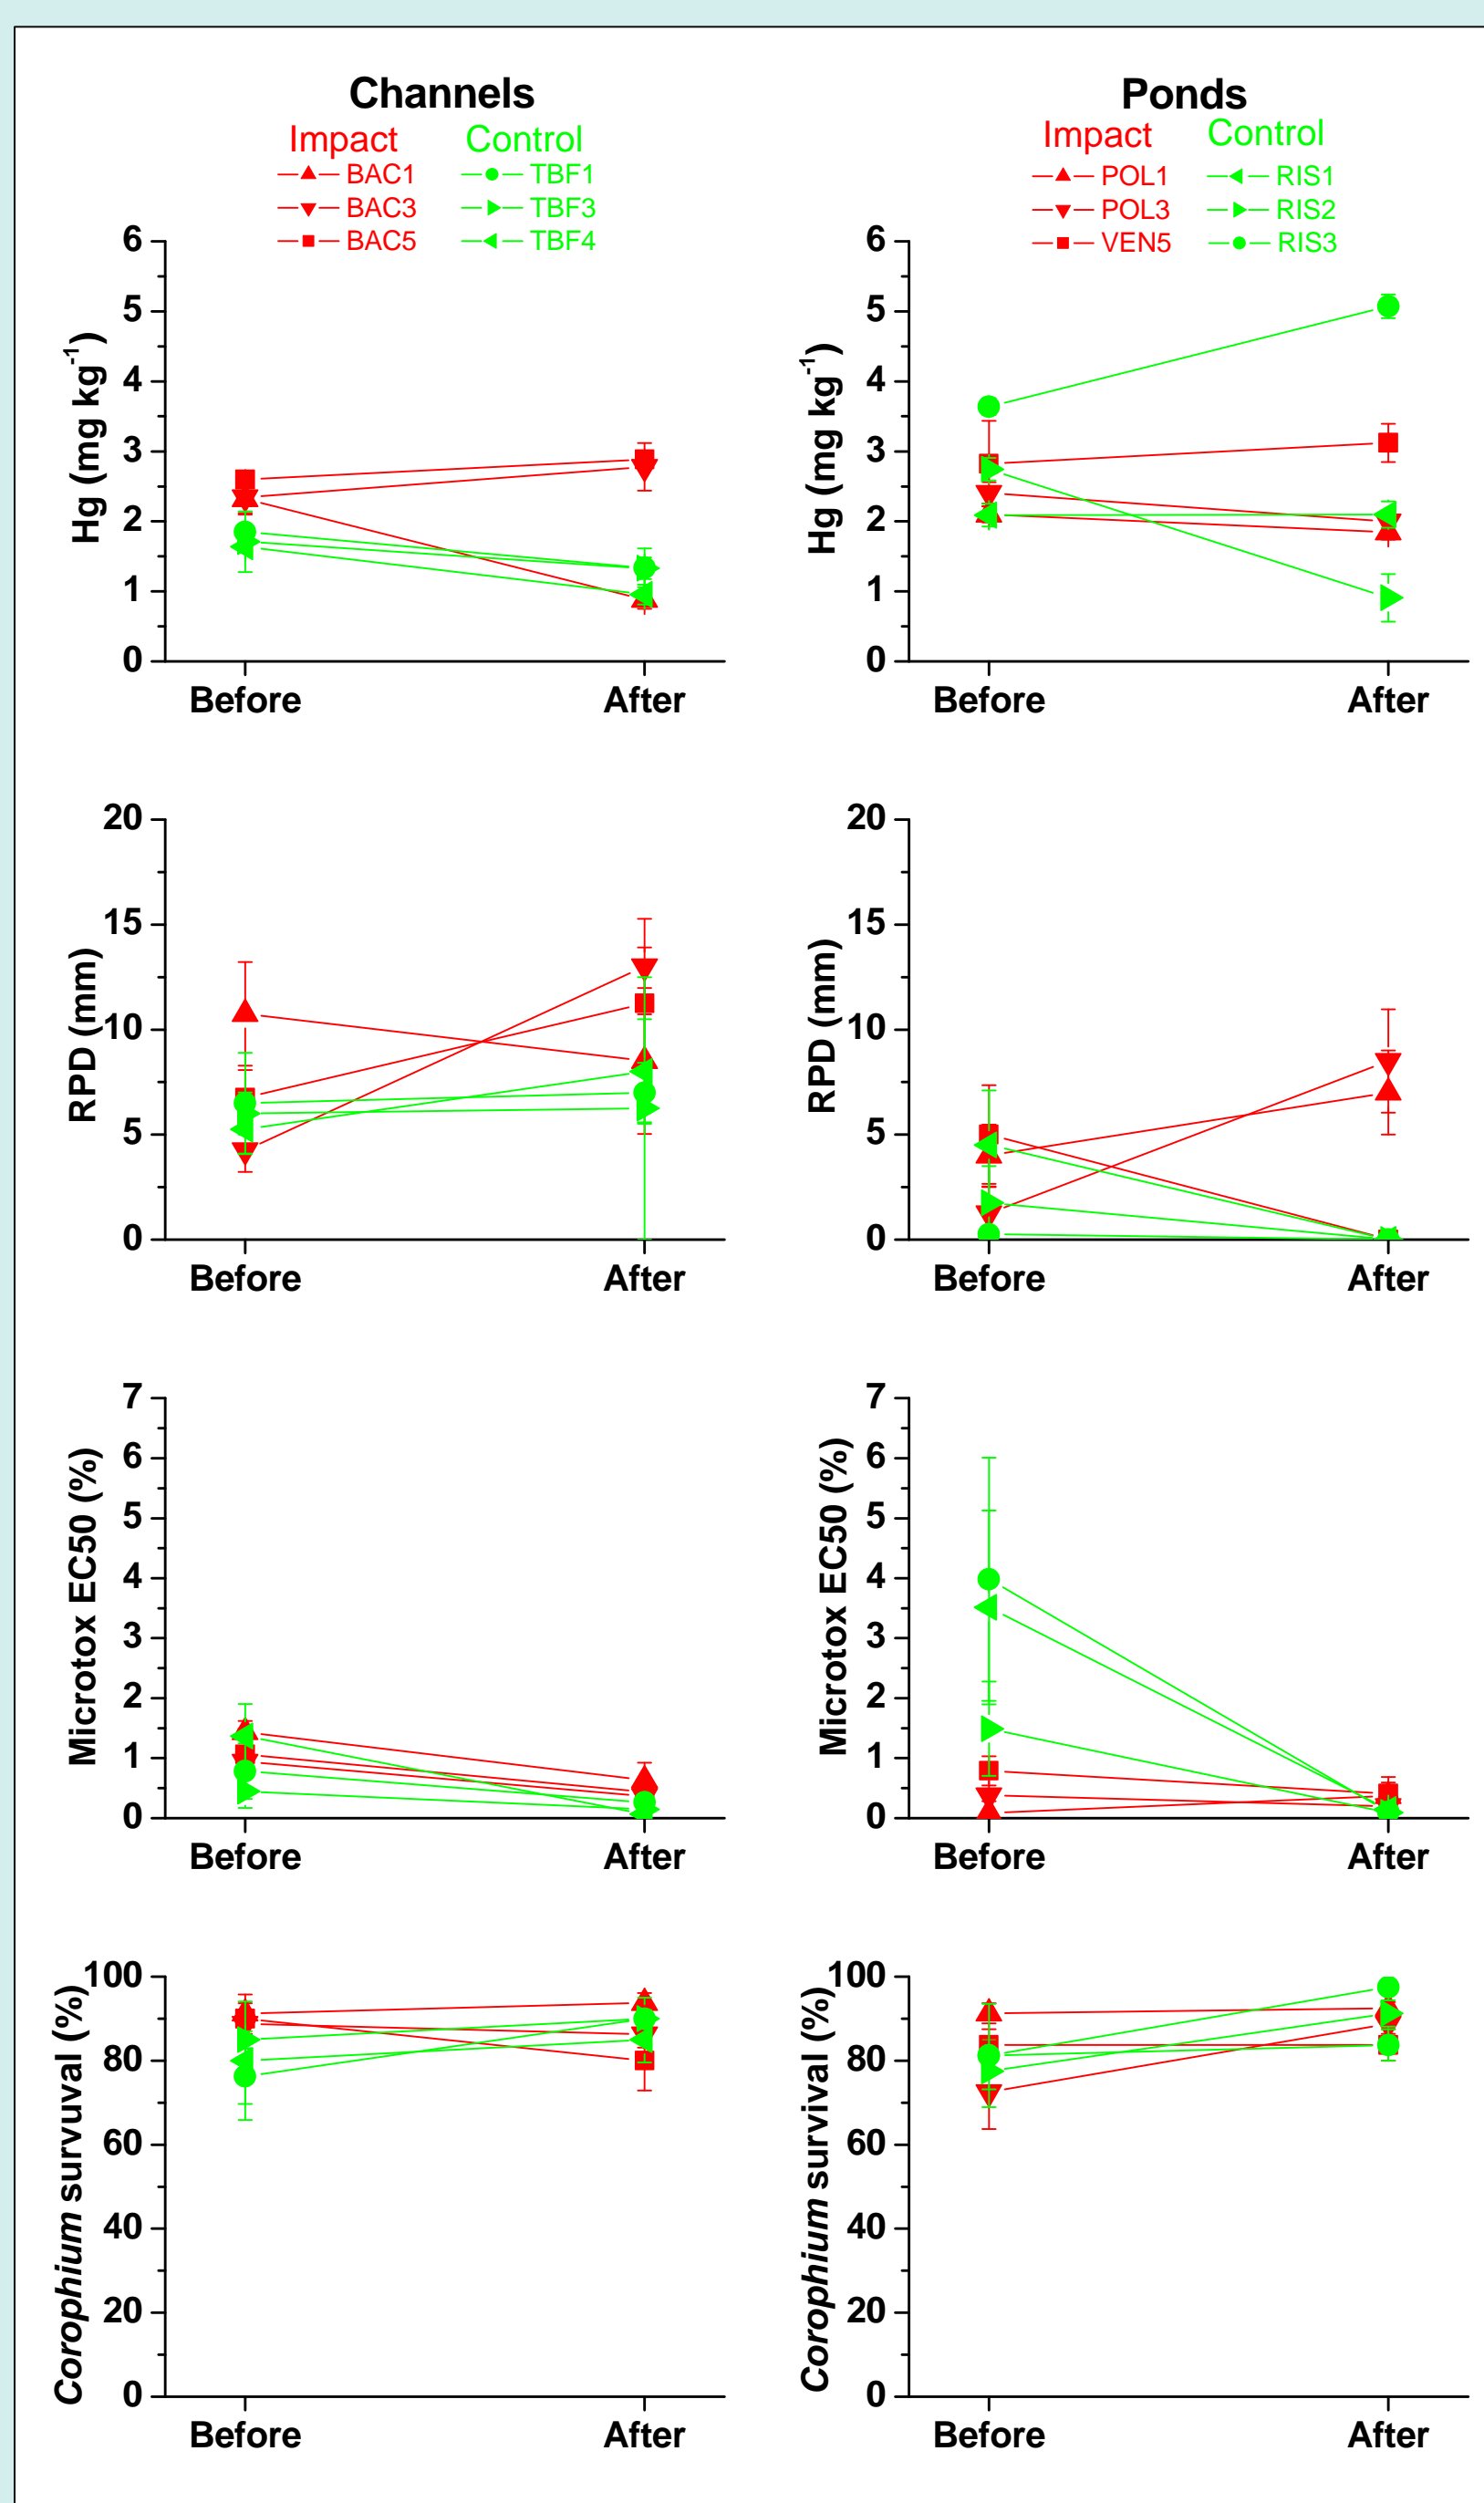 Channels
Impact Control
BAC1 TBF1
BAC3 TBF3
BAC5 TBF4
Ponds
Impact Control
POL1 RIS1
POL3 RIS2
VEN5 RIS3
Hg (mg kg-1)
6
5
4
3
2
1
0
Before After
Hg (mg kg-1)
6
5
4
3
2
1
0
Before After
RPD (mm)
20
15
10
5
0
Before After
RPD (mm)
20
15
10
5
0
Before After
Microtox EC50 (%)
7
6
5
4
3
2
1
0
Before After
Microtox EC50 (%)
7
6
5
4
3
2
1
0
Before After
Corophium survuval (%)
100
80
60
40
20
0
Before After
Corophium survival (%)
100
80
60
40
20
0
Before After